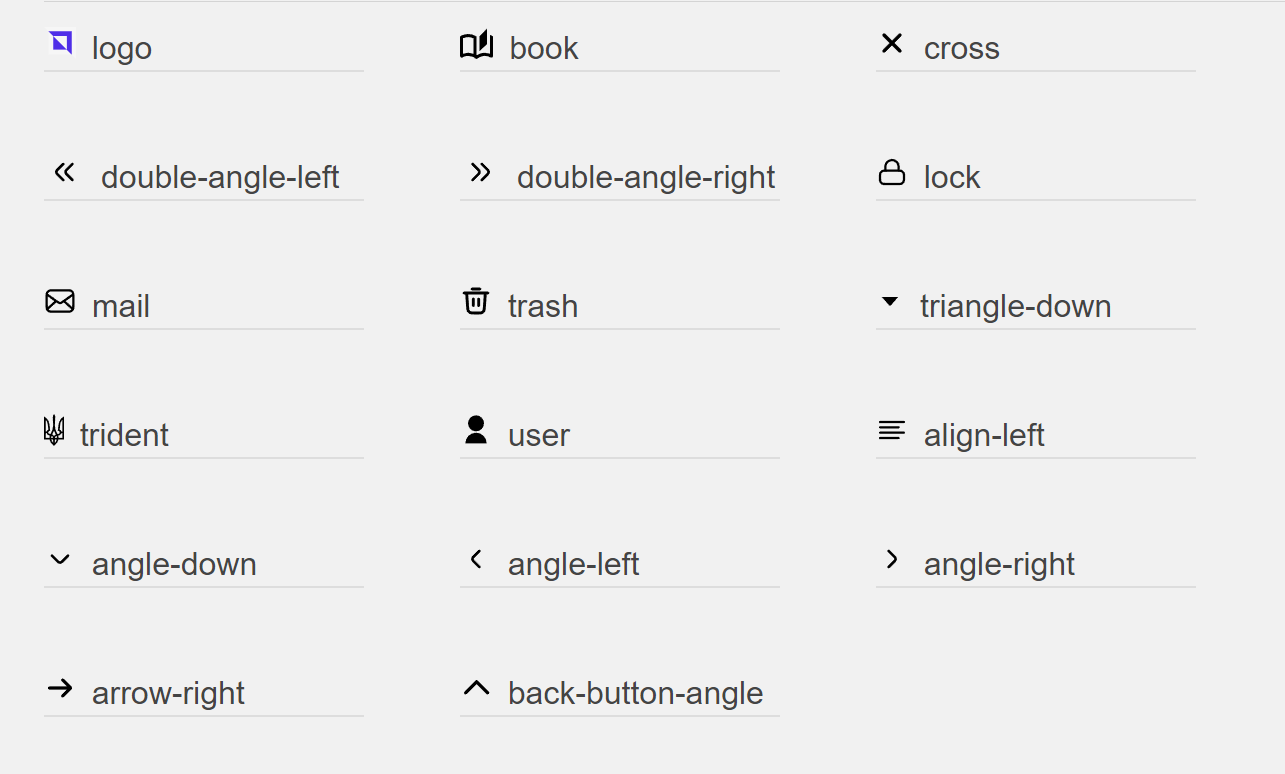 logo
book
cross
double-angle-left
double-angle-right
lock
mail
trash
triangle-down
trident
user
align-left
angle-down
angle-left
angle-right
arrow-right
back-button-angle